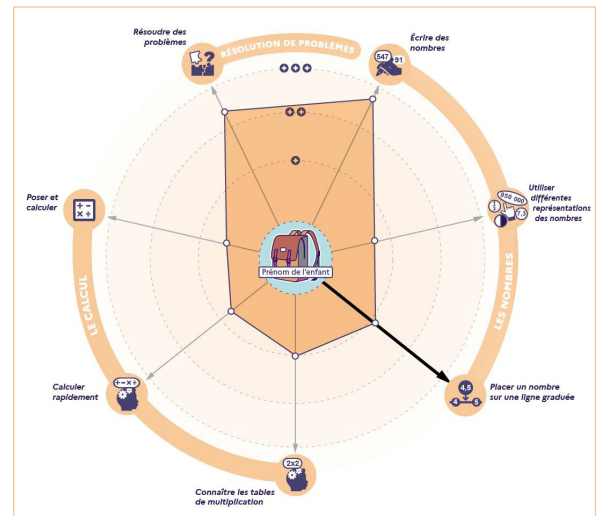 Résoudre des
problèmes
RÉSOLUTION DE PROBLÈMES
Écrire des
nombres
547
91
Utiliser
différentes
représentations
des nombres
950 000
7,3
LES NOMBRES
Poser et
calculer
+ -
× +
LE CALCUL
Prénom de l'enfant
Placer un nombre
sur une ligne graduée
4,5
4 5
Calculer
rapidement
+ - × ÷
2x2
Connaître les tables
de multiplication